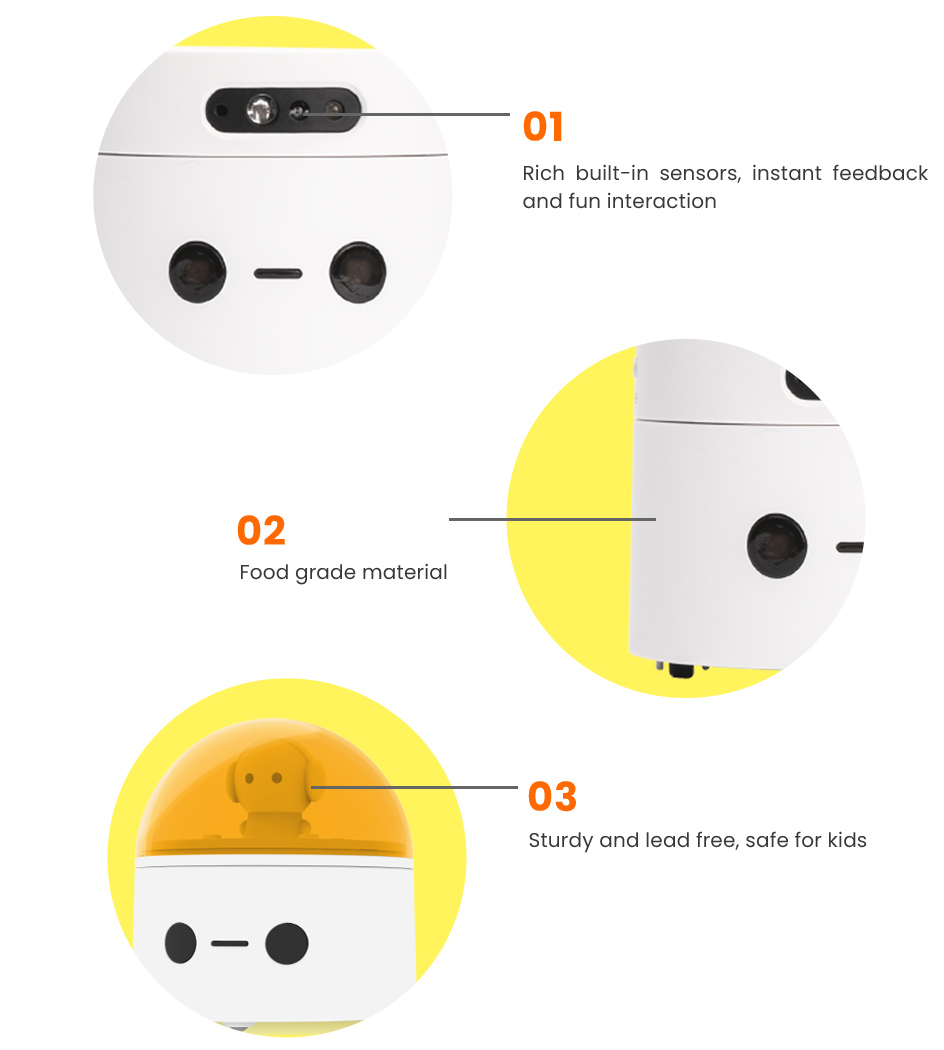 01
Rich built-in sensors, instant feedback
and fun interaction
02
Food grade material
03
Sturdy and lead free, safe for kids